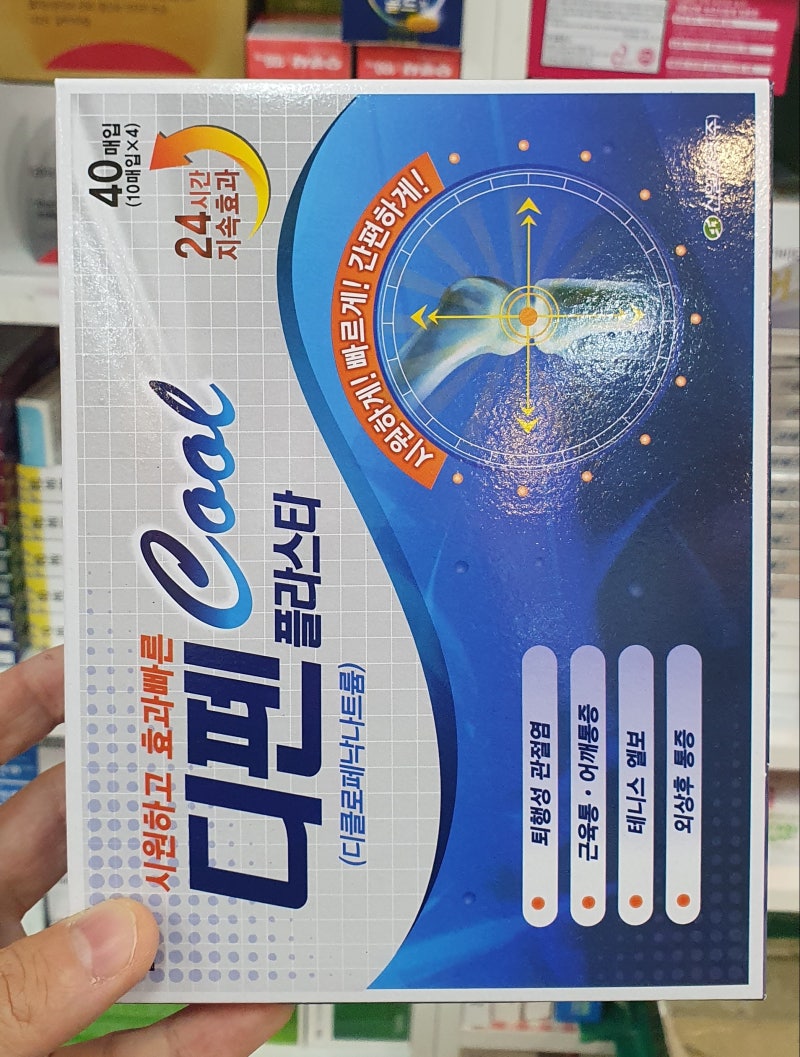 시원하고 효과빠른
디펜 Cool
플라스타
(디클로페낙나트륨)
40매입
(10매입×4)
24시간
지속효과
시원하게! 빠르게! 간편하게!
퇴행성 관절염
근육통·어깨통증
테니스 엘보
외상후 통증